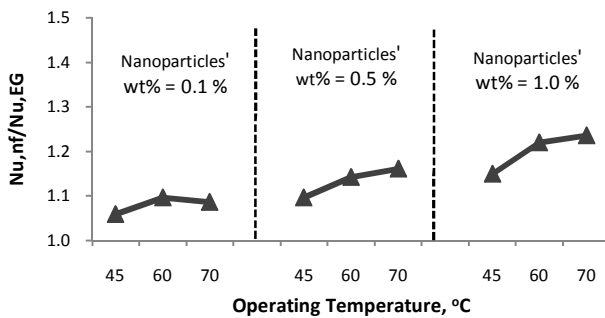 1.5
1.4
1.3
1.2
1.1
1.0
Nu,nf/Nu,EG
Nanoparticles'
wt% = 0.1 %
Nanoparticles'
wt% = 0.5 %
Nanoparticles'
wt% = 1.0 %
45 60 70 45 60 70 45 60 70
Operating Temperature, ºC